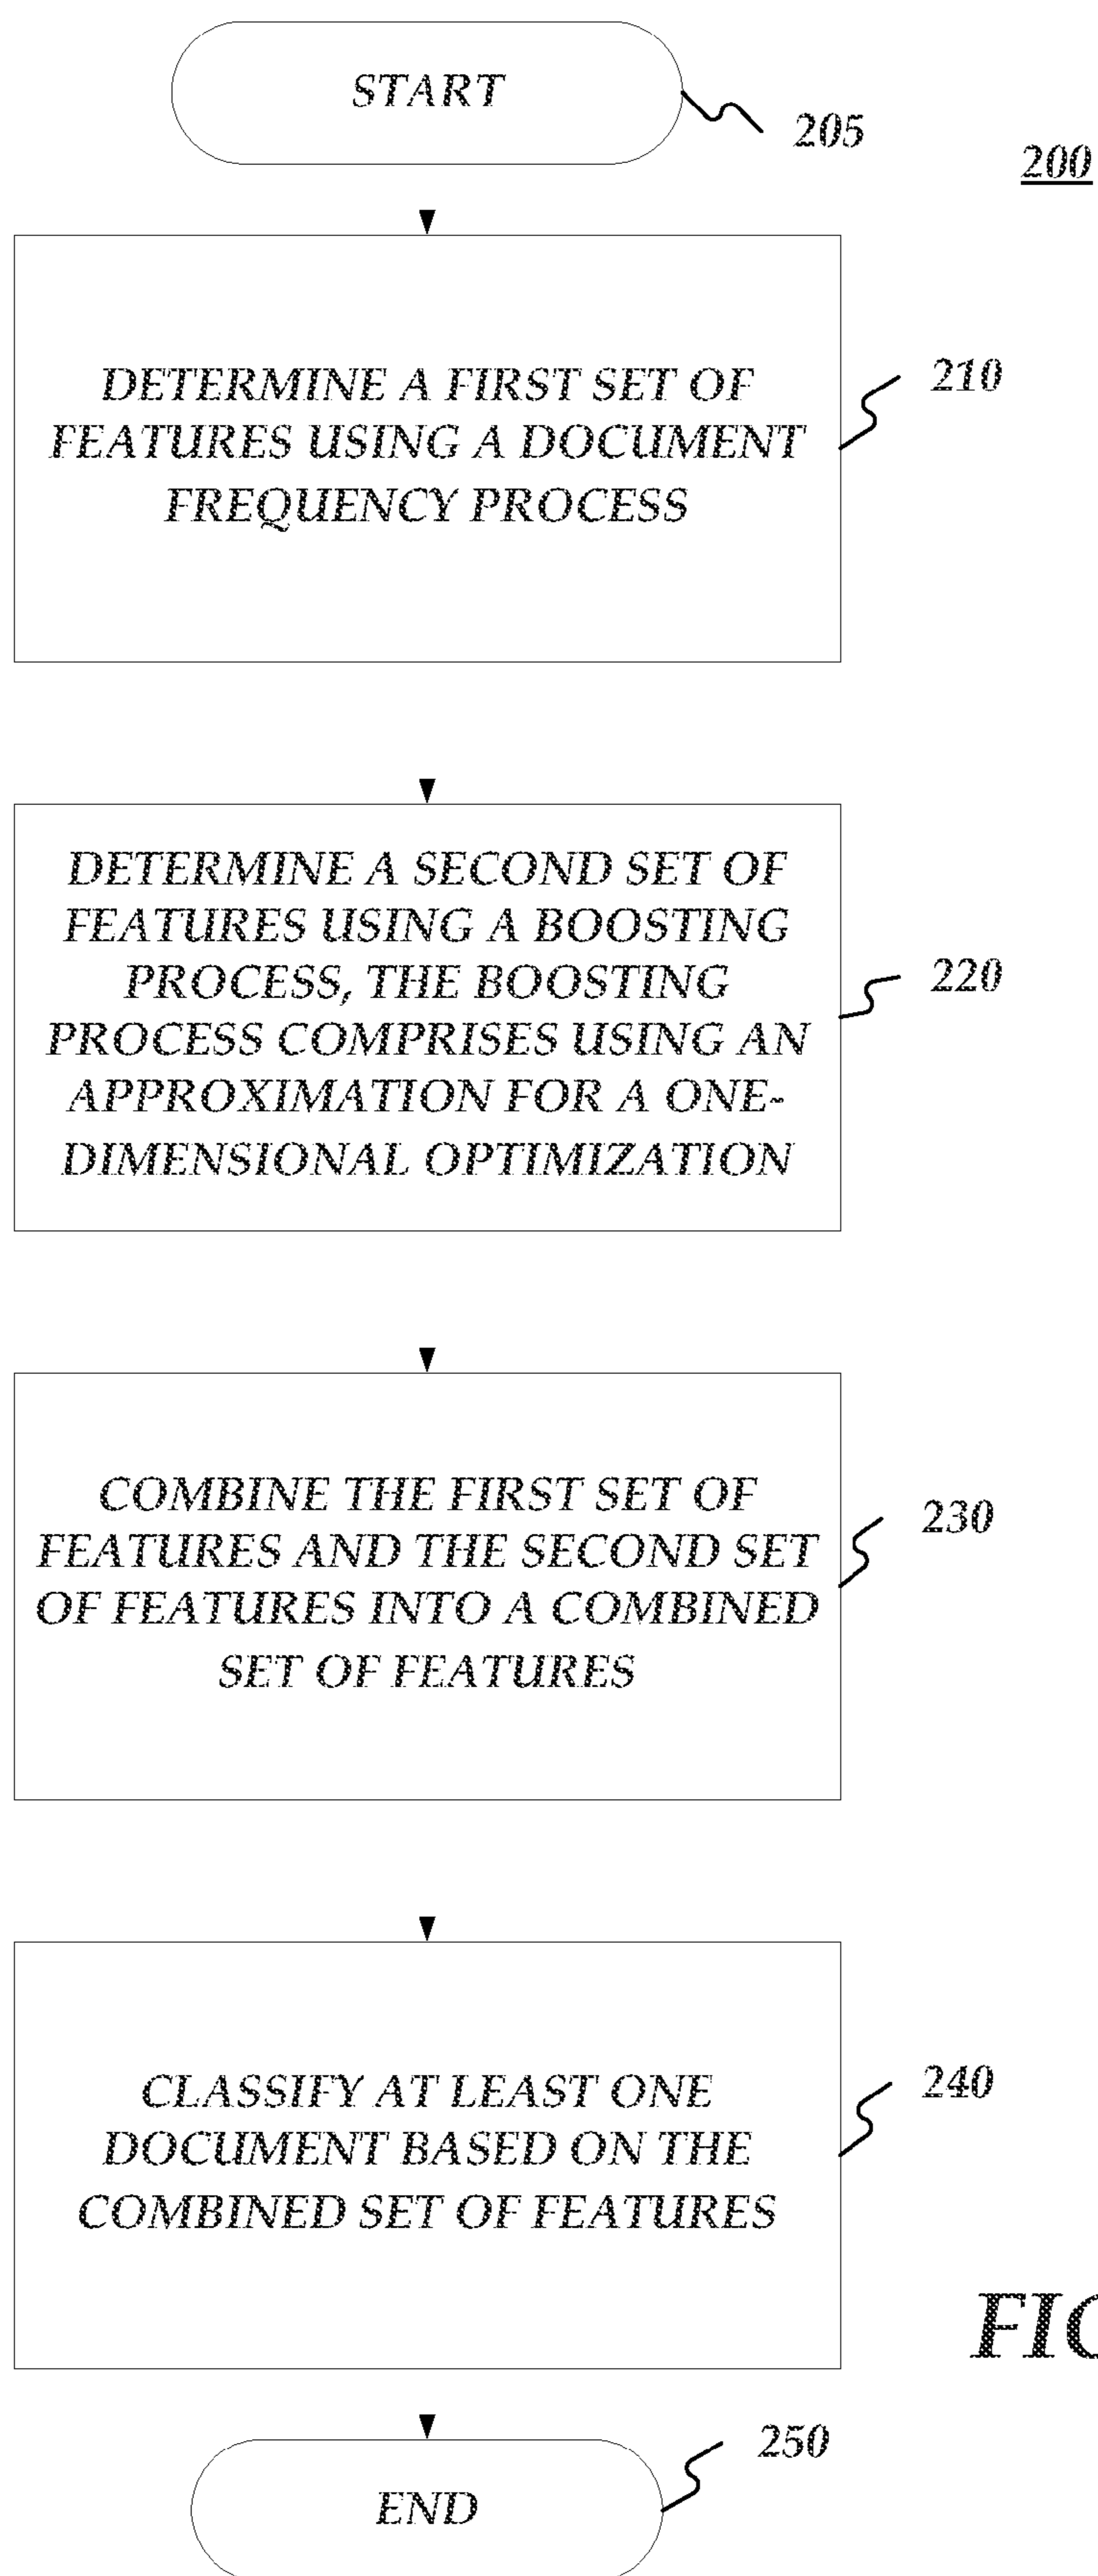 START
205
200
DETERMINE A FIRST SET OF
FEATURES USING A DOCUMENT
FREQUENCY PROCESS
210
DETERMINE A SECOND SET OF
FEATURES USING A BOOSTING
PROCESS, THE BOOSTING
PROCESS COMPRISES USING AN
APPROXIMATION FOR A ONE-
DIMENSIONAL OPTIMIZATION
220
COMBINE THE FIRST SET OF
FEATURES AND THE SECOND SET
OF FEATURES INTO A COMBINED
SET OF FEATURES
230
CLASSIFY AT LEAST ONE
DOCUMENT BASED ON THE
COMBINED SET OF FEATURES
240
250
END